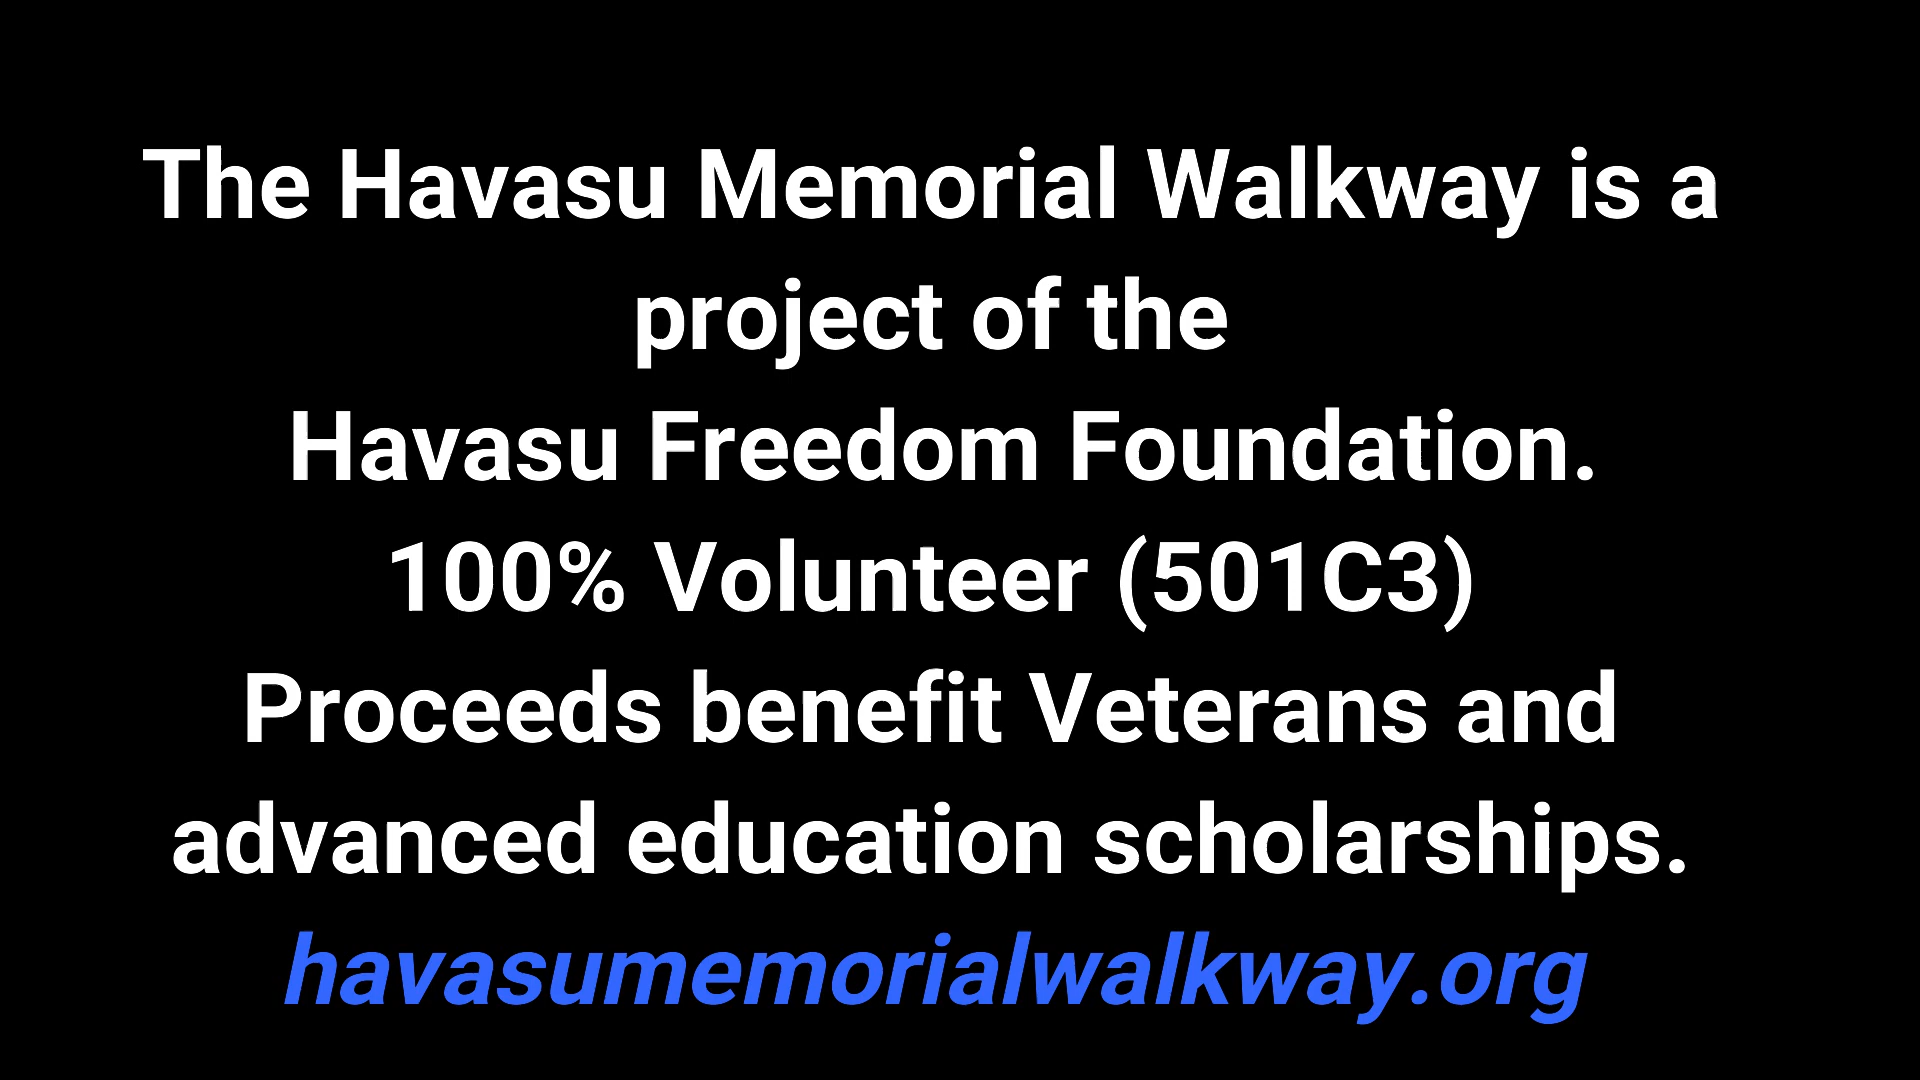 The Havasu Memorial Walkway is a
project of the
Havasu Freedom Foundation.
100% Volunteer (501C3)
Proceeds benefit Veterans and
advanced education scholarships.
havasumemorialwalkway.org